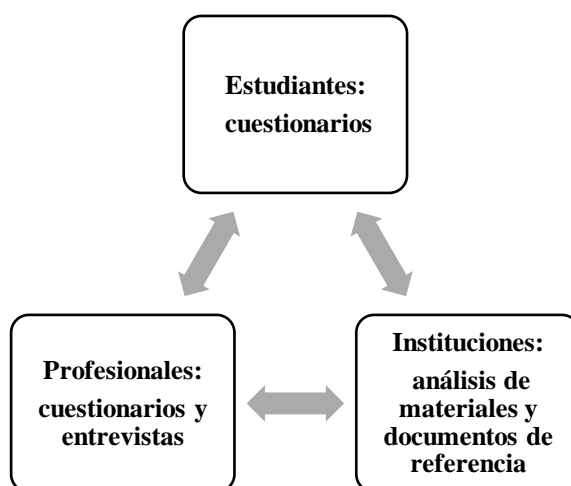 Estudiantes:
cuestionarios
Profesionales:
cuestionarios y
entrevistas
Instituciones:
análisis de
materiales y
documentos de
referencia